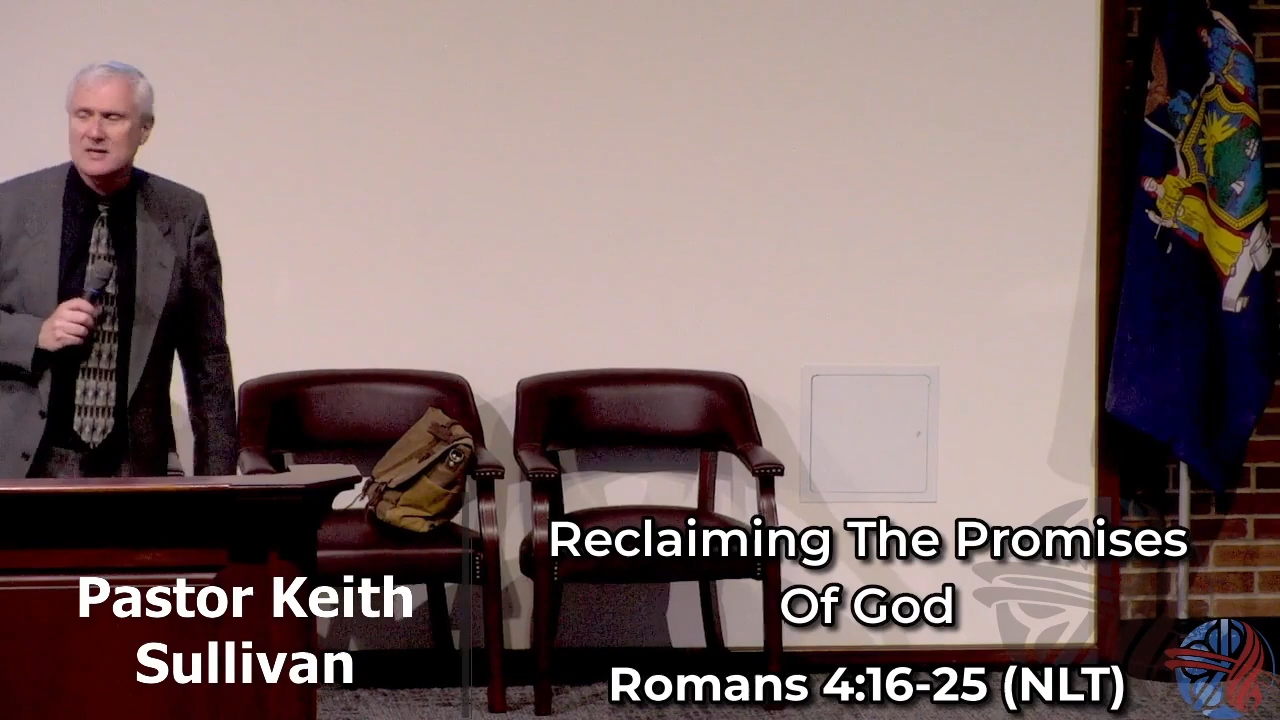 Pastor Keith
Sullivan
Reclaiming The Promises
Of God
Romans 4:16-25 (NLT)